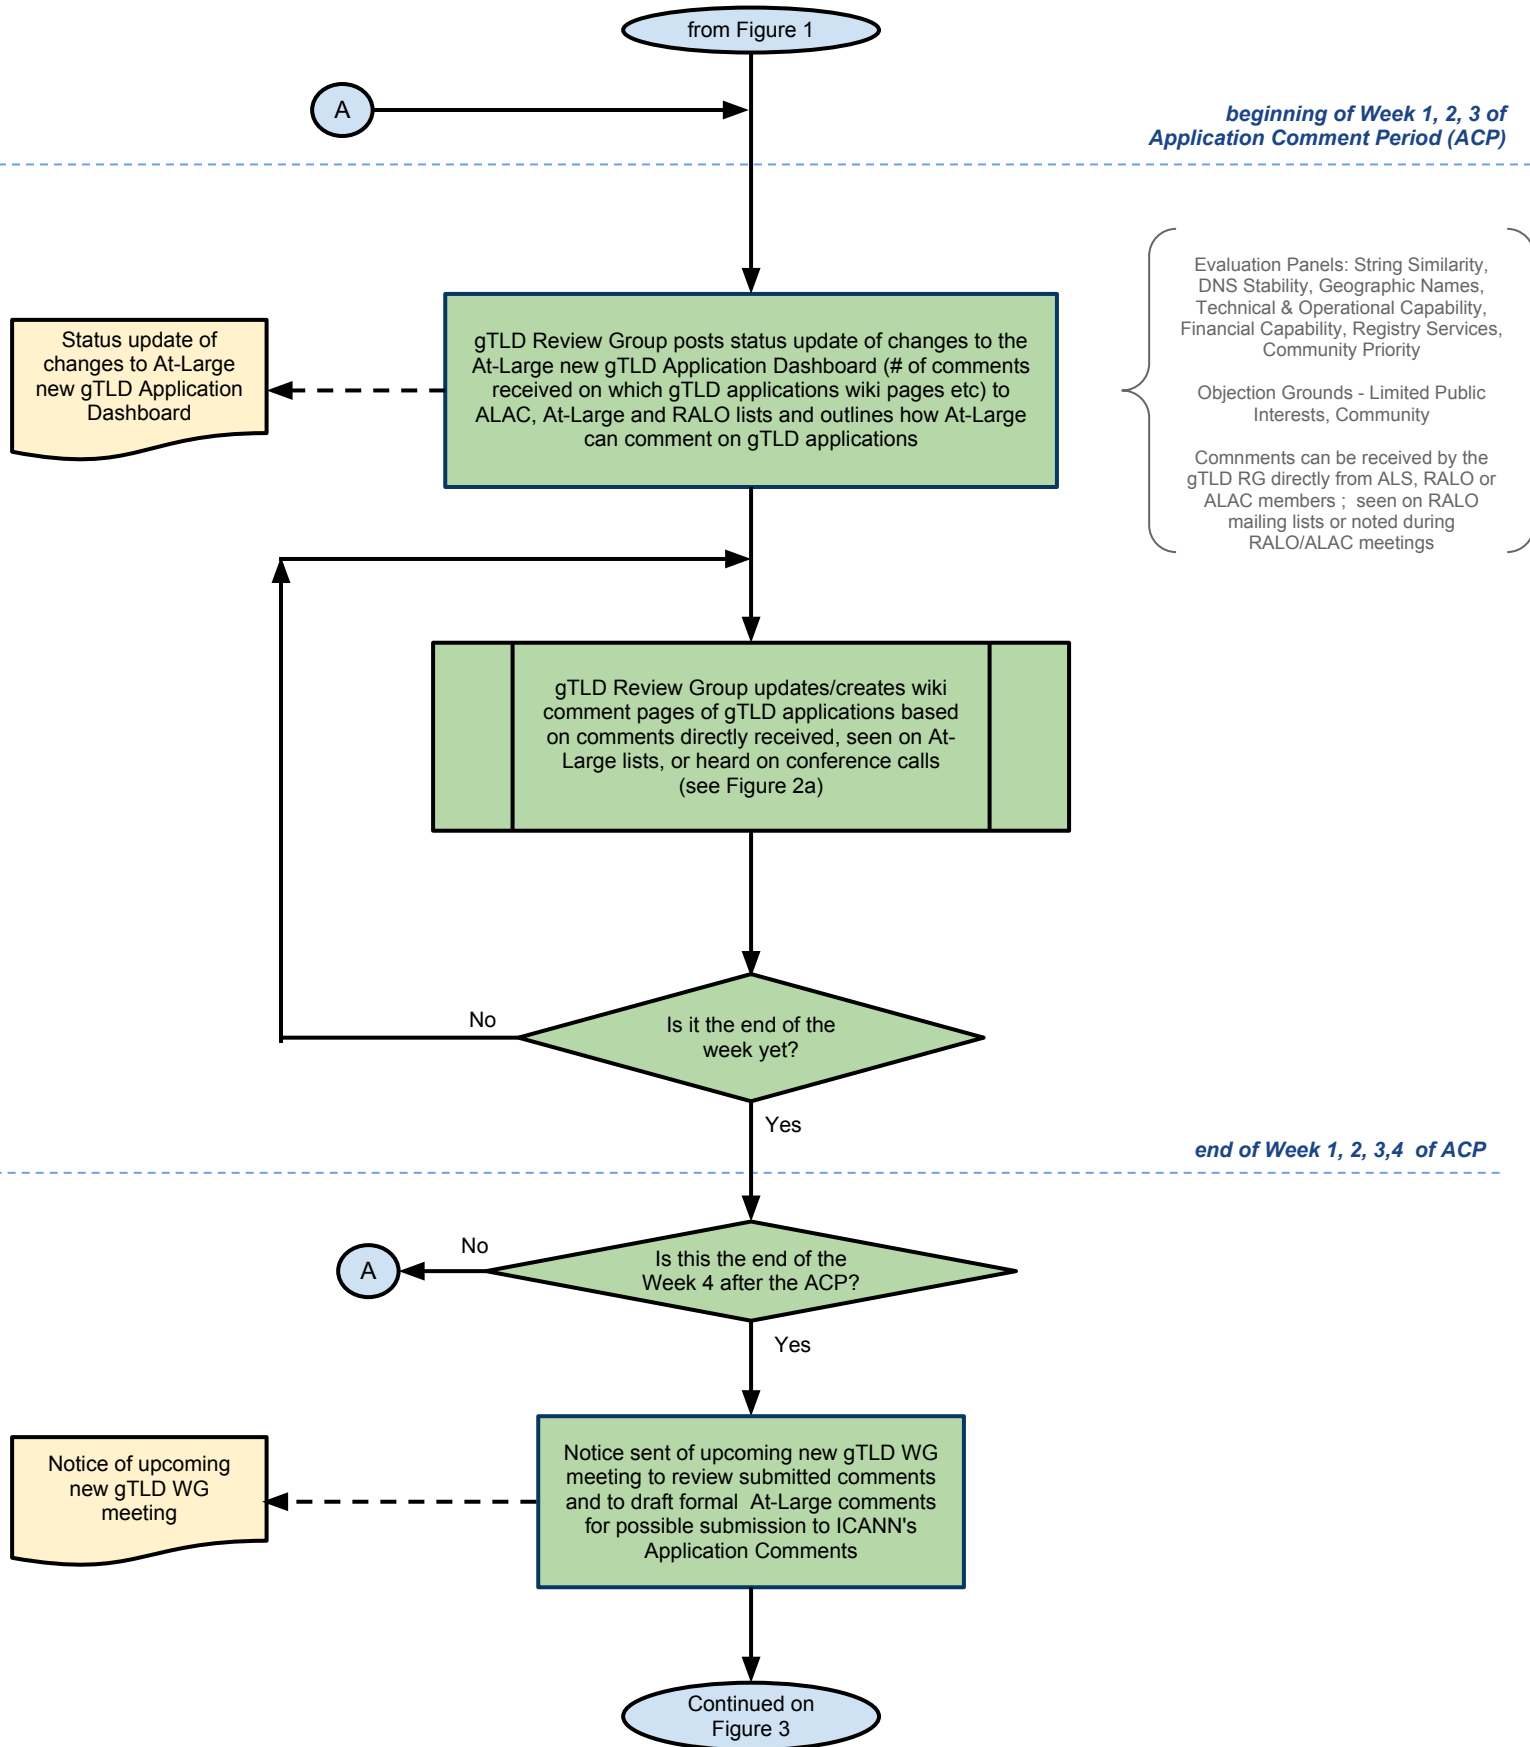 from Figure 1
A
beginning of Week 1, 2, 3 of
Application Comment Period (ACP)
Evaluation Panels: String Similarity,
DNS Stability, Geographic Names,
Technical & Operational Capability,
Financial Capability, Registry Services,
Community Priority
Objection Grounds - Limited Public
Interests, Community
Comnments can be received by the
gTLD RG directly from ALS, RALO or
ALAC members ; seen on RALO
mailing lists or noted during
RALO/ALAC meetings
Status update of
changes to At-Large
new gTLD Application
Dashboard
gTLD Review Group posts status update of changes to the
At-Large new gTLD Application Dashboard (# of comments
received on which gTLD applications wiki pages etc) to
ALAC, At-Large and RALO lists and outlines how At-Large
can comment on gTLD applications
gTLD Review Group updates/creates wiki
comment pages of gTLD applications based
on comments directly received, seen on At-
Large lists, or heard on conference calls
(see Figure 2a)
No
Is it the end of the
week yet?
Yes
end of Week 1, 2, 3,4 of ACP
No
A
Is this the end of the
Week 4 after the ACP?
Yes
Notice of upcoming
new gTLD WG
meeting
Notice sent of upcoming new gTLD WG
meeting to review submitted comments
and to draft formal At-Large comments
for possible submission to ICANN's
Application Comments
Continued on
Figure 3